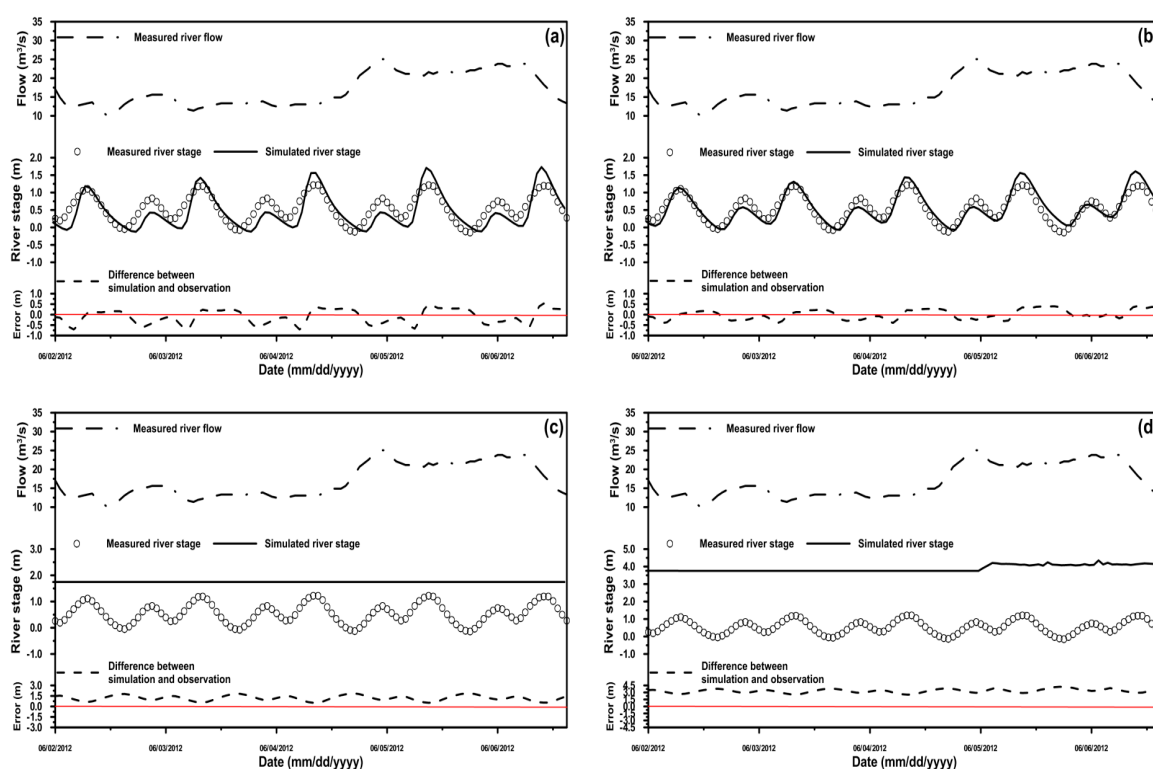 35
30
25
20
15
10
Flow (m³/s)
Measured river flow
(a)
Measured river stage
Simulated river stage
2.0
1.5
1.0
0.5
0.0
-0.5
-1.0
River stage (m)
Difference between
simulation and observation
1.0
0.5
0.0
-0.5
-1.0
Error (m)
06/02/2012
06/03/2012
06/04/2012
06/05/2012
06/06/2012
Date (mm/dd/yyyy)
35
30
25
20
15
10
Flow (m³/s)
Measured river flow
(b)
Measured river stage
Simulated river stage
2.0
1.5
1.0
0.5
0.0
-0.5
-1.0
River stage (m)
Difference between
simulation and observation
1.0
0.5
0.0
-0.5
-1.0
Error (m)
06/02/2012
06/03/2012
06/04/2012
06/05/2012
06/06/2012
Date (mm/dd/yyyy)
35
30
25
20
15
10
Flow (m³/s)
Measured river flow
(c)
Measured river stage
Simulated river stage
3.0
2.0
1.0
0.0
-1.0
River stage (m)
Difference between
simulation and observation
3.0
1.5
0.0
-1.5
-3.0
Error (m)
06/02/2012
06/03/2012
06/04/2012
06/05/2012
06/06/2012
Date (mm/dd/yyyy)
35
30
25
20
15
10
Flow (m³/s)
Measured river flow
(d)
Measured river stage
Simulated river stage
5.0
4.0
3.0
2.0
1.0
0.0
-1.0
River stage (m)
Difference between
simulation and observation
4.5
3.0
1.5
0.0
-1.5
-3.0
-4.5
Error (m)
06/02/2012
06/03/2012
06/04/2012
06/05/2012
06/06/2012
Date (mm/dd/yyyy)